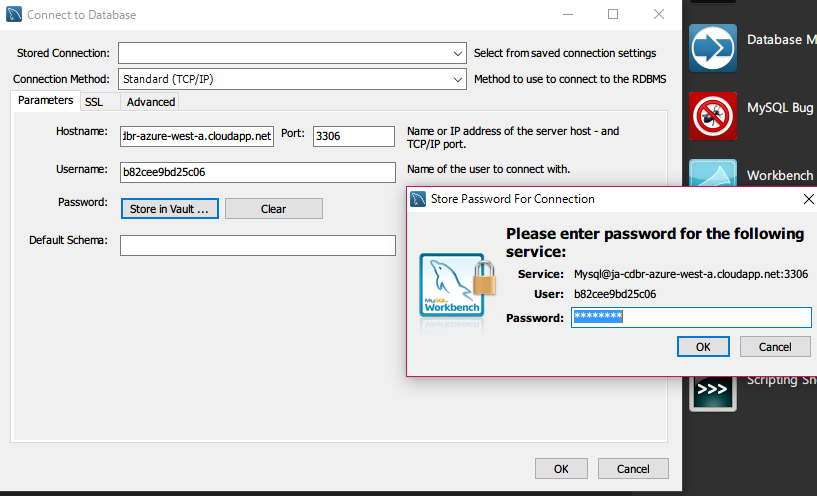 Connect to Database
Stored Connection:
Select from saved connection settings
Connection Method:
Standard (TCP/IP)
Method to use to connect to the RDBMS
Parameters
SSL
Advanced
Hostname:
dbr-azure-west-a.cloudapp.net
Port:
3306
Name or IP address of the server host - and
TCP/IP port.
Username:
b82cee9bd25c06
Name of the user to connect with.
Password:
Store in Vault ...
Clear
Default Schema:
OK
Cancel
Store Password For Connection
Please enter password for the following
service:
Service:
Mysql@ja-cdbr-azure-west-a.cloudapp.net:3306
User:
b82cee9bd25c06
Password:
********
OK
Cancel
MySQL
Workbench
Database M
MySQL Bug
Workbench
>>>
Scripting Sh